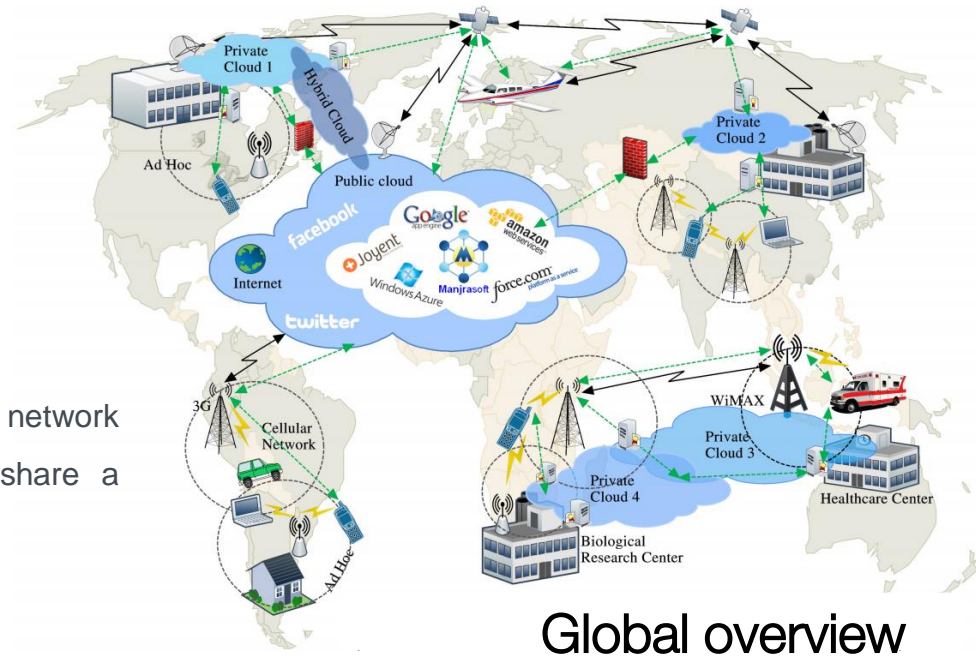 Private
Cloud 1
Hybrid Cloud
Ad Hoc
Public cloud
Private
Cloud 2
facebook
Google
app engine
amazon
web services
Joyent
Windows Azure
Manjrasoft
force.com
platform as a service
Internet
twitter
3G
Cellular
Network
network
share a
Ad Hoc
WiMAX
Private
Cloud 3
Private
Cloud 4
Healthcare Center
Biological
Research Center
Global overview